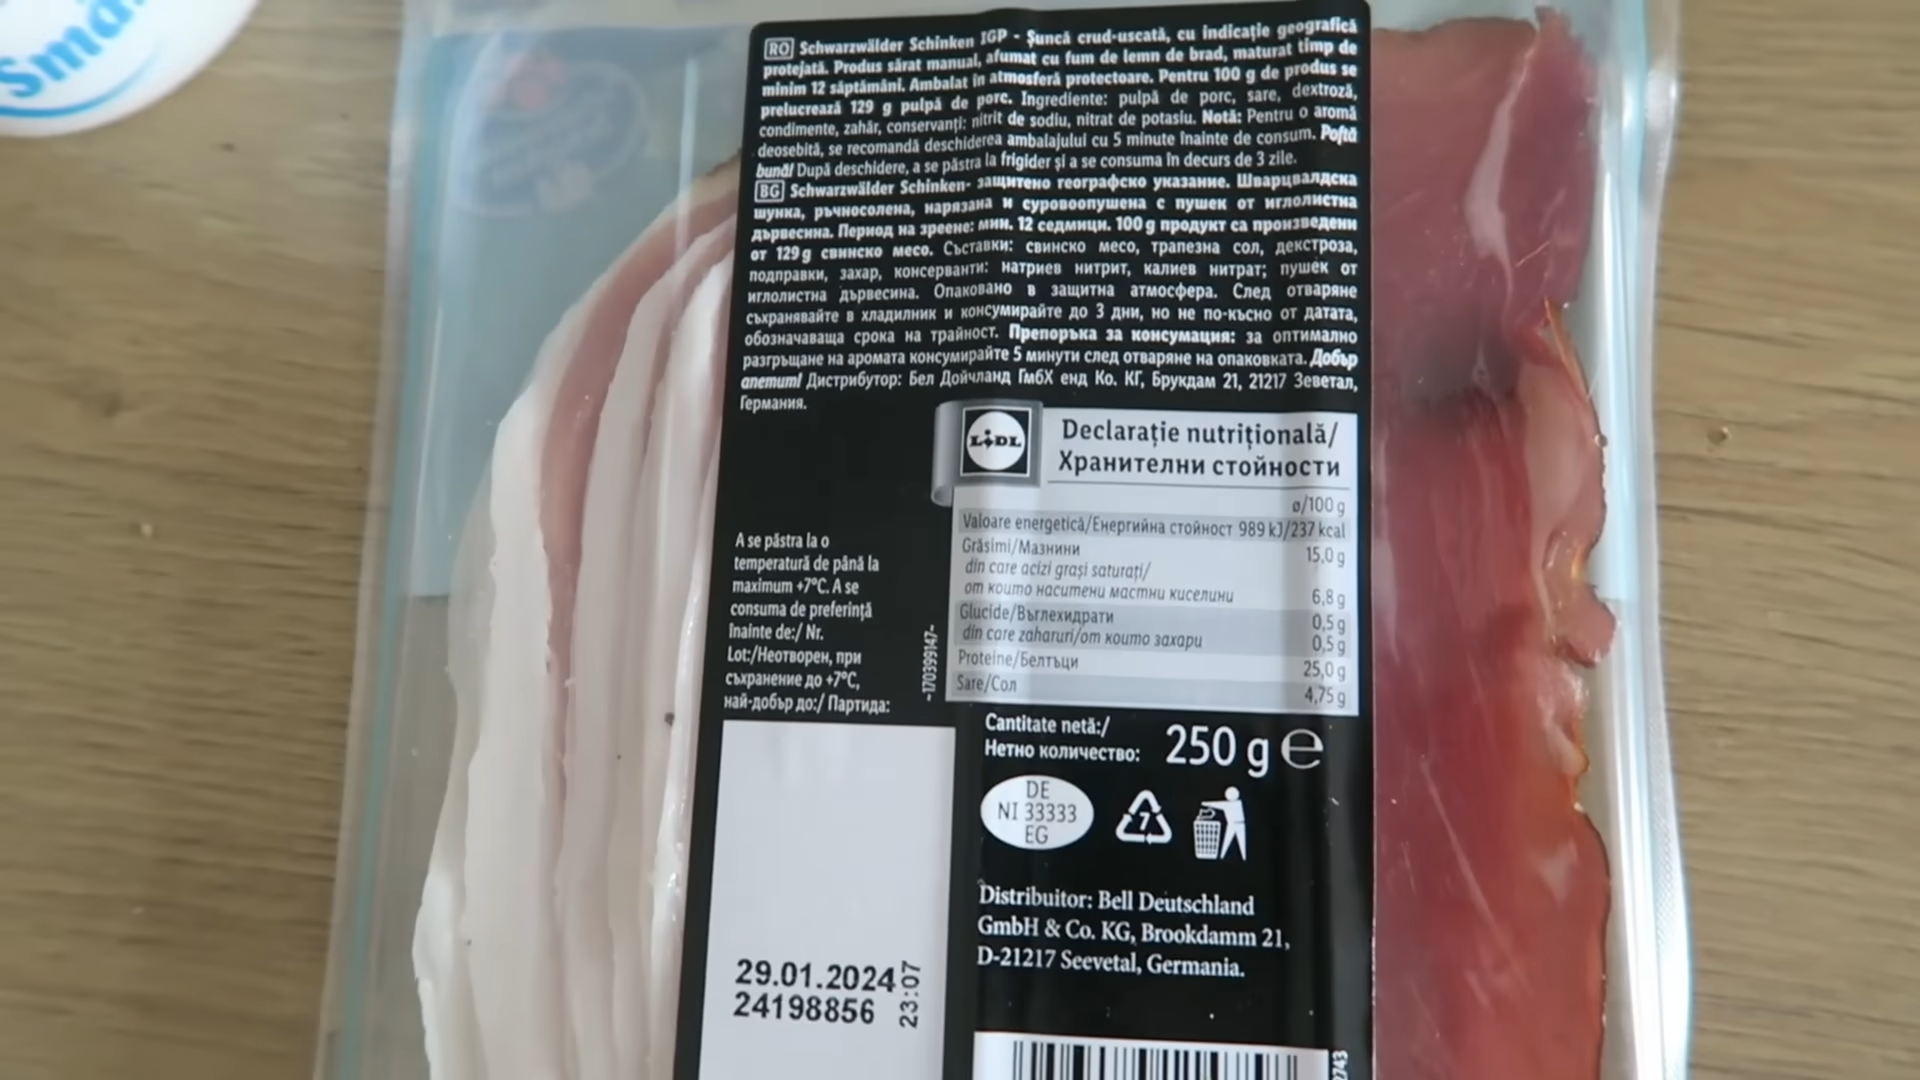 Smă
RO Schwarzwälder Schinken IGP - Șuncă crud-uscată, cu indicație geografică
protejată. Produs sărat manual, afumat cu fum de lemn de brad, maturat timp de
minim 12 săptămâni. Ambalat în atmosferă protectoare. Pentru 100 g de produs se
prelucrează 129 g pulpă de porc. Ingrediente: pulpă de porc, sare, dextroză,
condimente, zahăr, conservanți: nitrit de sodiu, nitrat de potasiu. Notă: Pentru o aromă
deosebită, se recomandă deschiderea ambalajului cu 5 minute înainte de consum. Poftă
bună! După deschidere, a se păstra la frigider și a se consuma în decurs de 3 zile.
BG Schwarzwälder Schinken- защитено географско указание. Шварцвалдска
шунка, ръчносолена, нарязана и суровоопушена с пушек от иглолистна
дървесина. Период на зреене: мин. 12 седмици. 100 g продукт са произведени
от 129 g свинско месо. Съставки: свинско месо, трапезна сол, декстроза,
подправки, захар, консерванти: натриев нитрит, калиев нитрат; пушек от
иглолистна дървесина. Опаковано в защитна атмосфера. След отваряне
съхранявайте в хладилник и консумирайте до 3 дни, но не по-късно от датата,
обозначаваща срока на трайност. Препоръка за консумация: за оптимално
разгръщане на аромата консумирайте 5 минути след отваряне на опаковката. Добър
апетит! Дистрибутор: Бел Дойчланд ГмбХ енд Ко. КГ, Брукдам 21, 21217 Зеветал,
Германия.
LIDL
Declarație nutrițională/
Хранителни стойности
ø/100 g
Valoare energetică/Енергийна стойност 989 kJ/237 kcal
Grăsimi/Мазнини 15,0 g
din care acizi grași saturați/
от които наситени мастни киселини 6,8 g
Glucide/Въглехидрати 0,5 g
din care zaharuri/от които захари 0,5 g
Proteine/Белтъци 25,0 g
Sare/Сол 4,75 g
A se păstra la o
temperatură de până la
maximum +7°C. A se
consuma de preferință
înainte de:/ Nr.
Lot:/Неотворен, при
съхранение до +7°C,
най-добър до:/ Партида:
-170399147-
Cantitate netă:/
Нетно количество: 250 g e
DE
NI 33333
EG
7
Distribuitor: Bell Deutschland
GmbH & Co. KG, Brookdamm 21,
D-21217 Seevetal, Germania.
29.01.2024
24198856
23:07